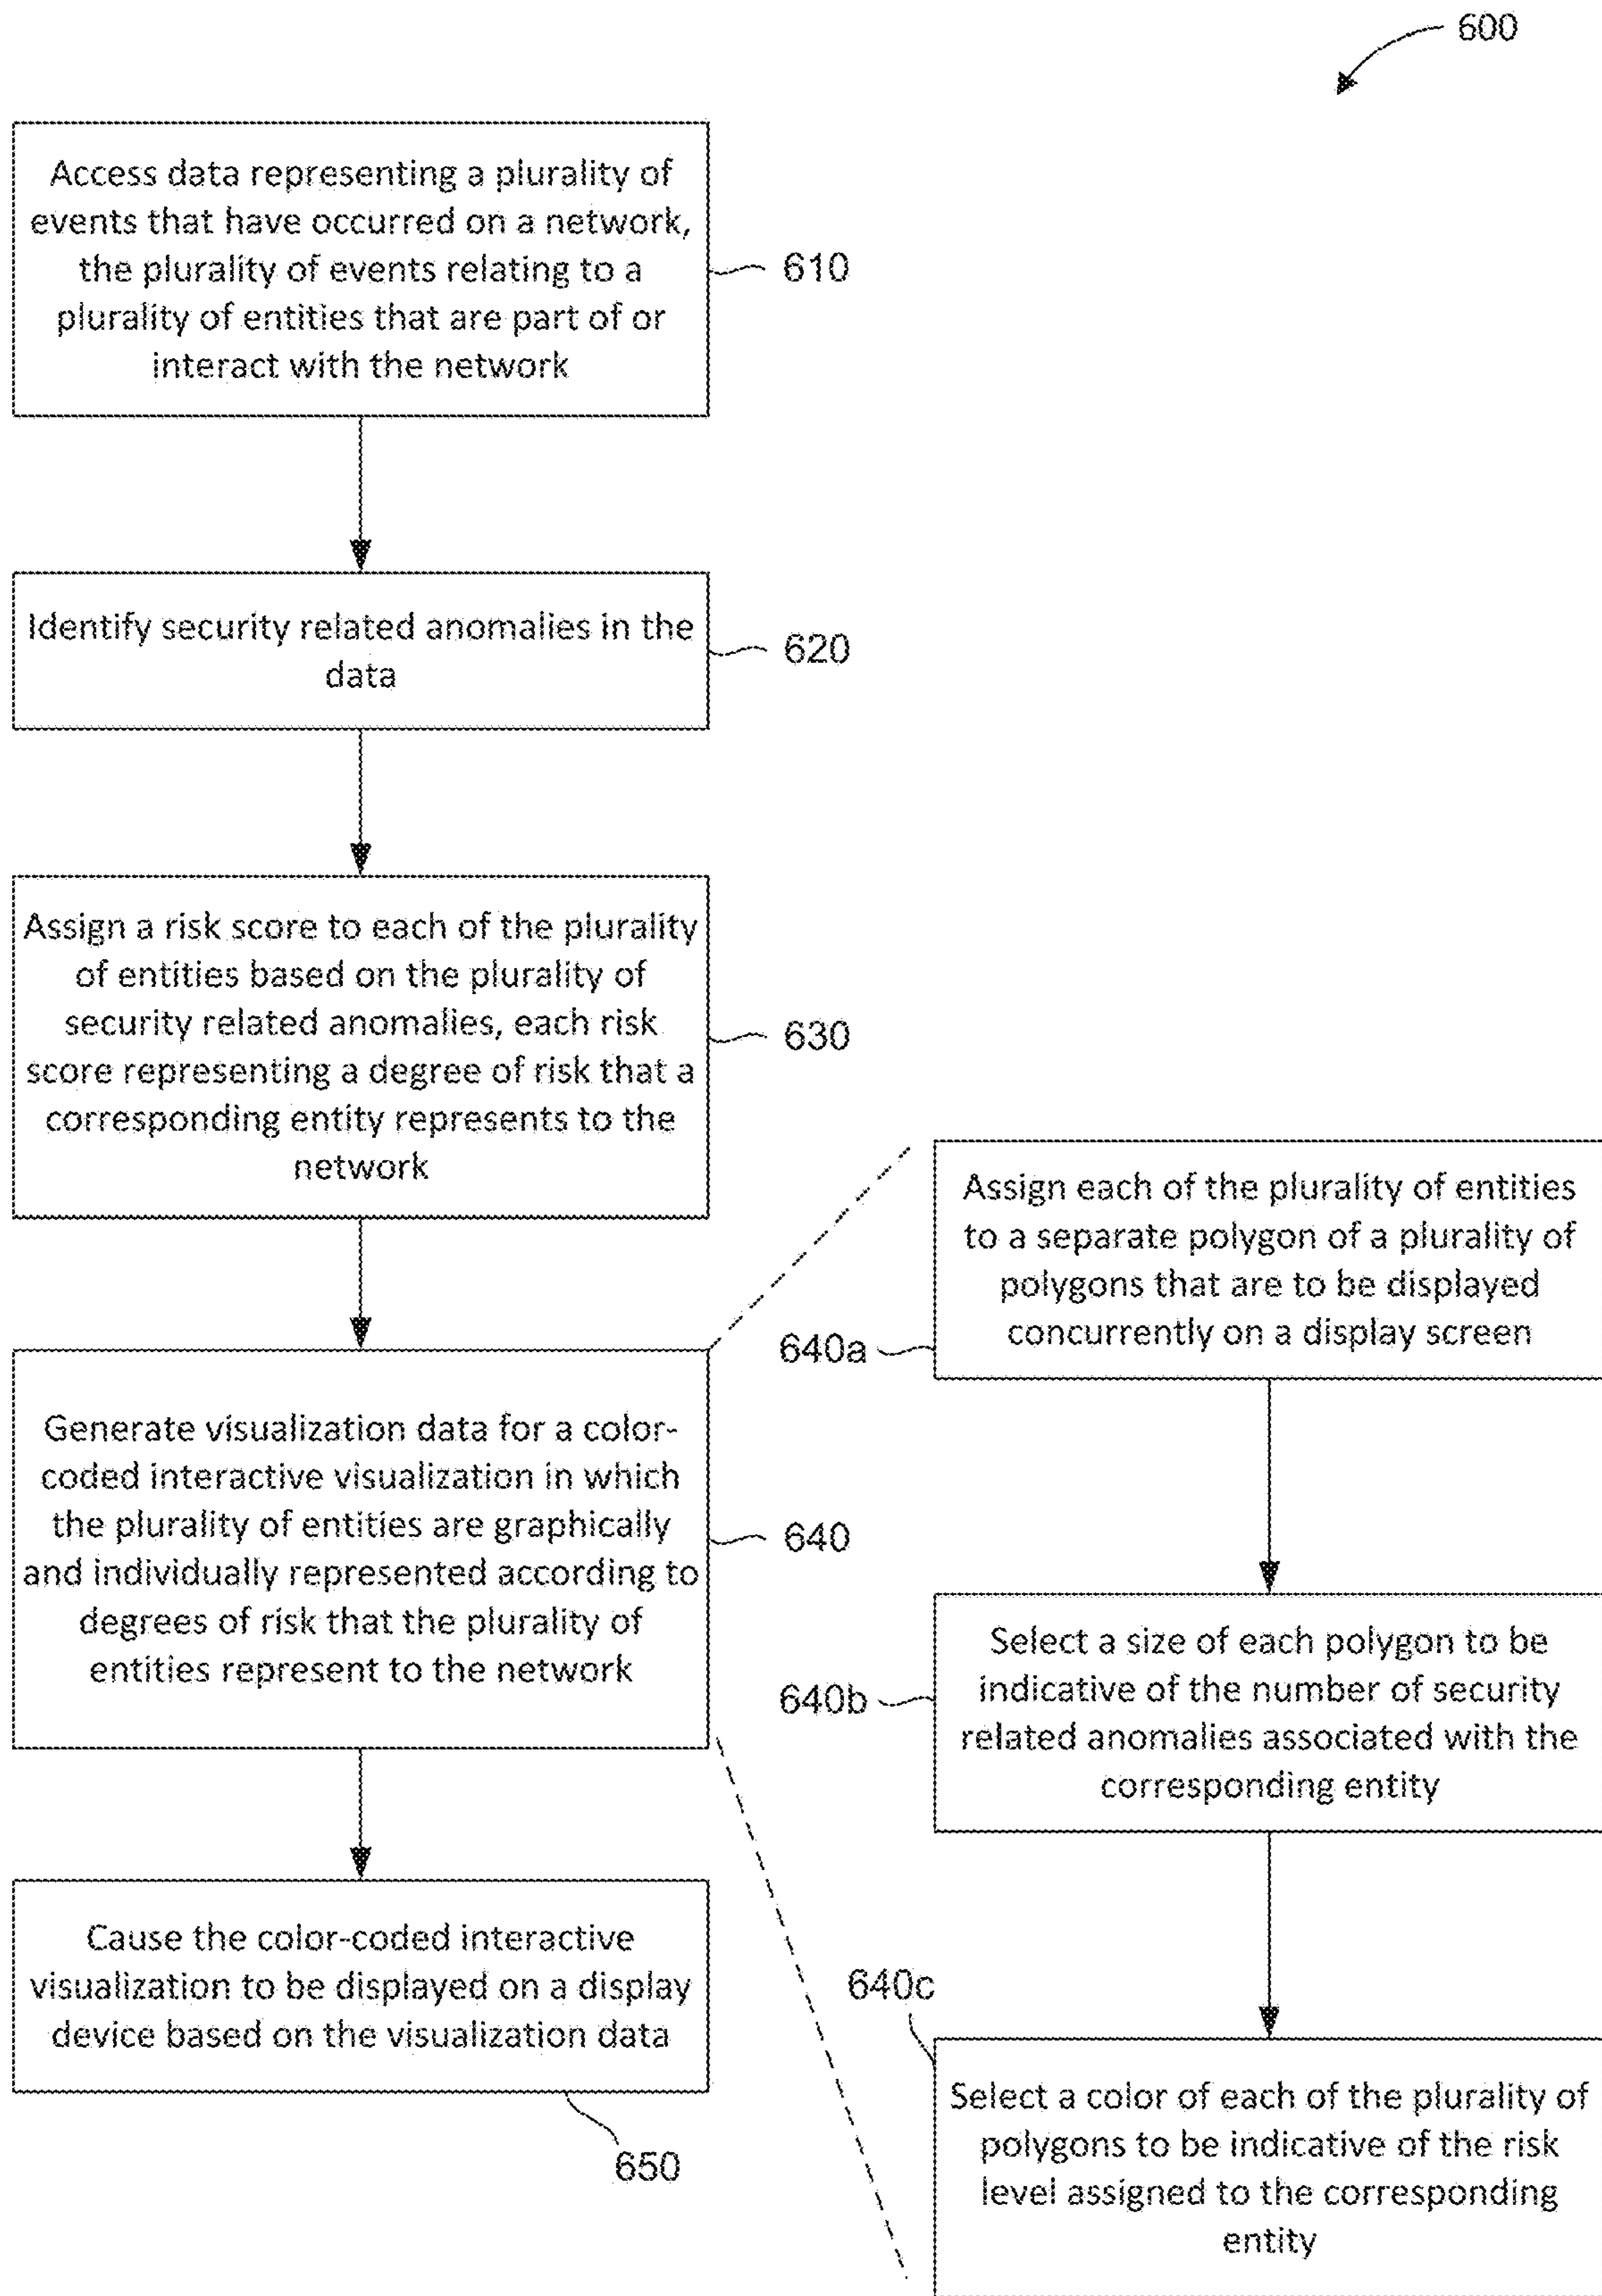 600
Access data representing a plurality of
events that have occurred on a network,
the plurality of events relating to a
plurality of entities that are part of or
interact with the network
610
Identify security related anomalies in the
data
620
Assign a risk score to each of the plurality
of entities based on the plurality of
security related anomalies, each risk
score representing a degree of risk that a
corresponding entity represents to the
network
630
Generate visualization data for a color-
coded interactive visualization in which
the plurality of entities are graphically
and individually represented according to
degrees of risk that the plurality of
entities represent to the network
640
Cause the color-coded interactive
visualization to be displayed on a display
device based on the visualization data
650
Assign each of the plurality of entities
to a separate polygon of a plurality of
polygons that are to be displayed
concurrently on a display screen
640a
Select a size of each polygon to be
indicative of the number of security
related anomalies associated with the
corresponding entity
640b
640c
Select a color of each of the plurality of
polygons to be indicative of the risk
level assigned to the corresponding
entity